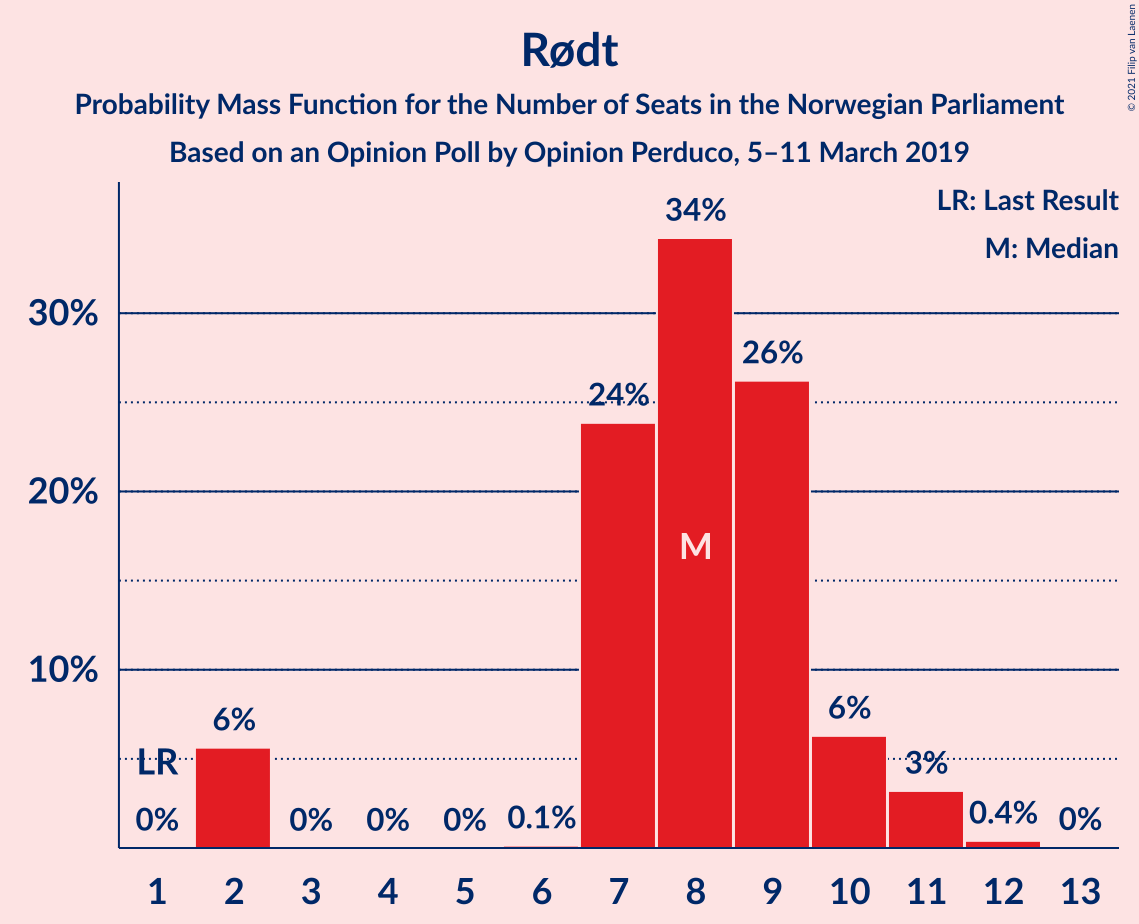 Rødt
Probability Mass Function for the Number of Seats in the Norwegian Parliament
Based on an Opinion Poll by Opinion Perduco, 5–11 March 2019
© 2021 Filip van Laenen
LR: Last Result
M: Median
34%
30%
26%
24%
20%
M
10%
6%
6%
LR
3%
0%
0%
0%
0%
0.1%
0.4%
0%
1 2 3 4 5 6 7 8 9 10 11 12 13